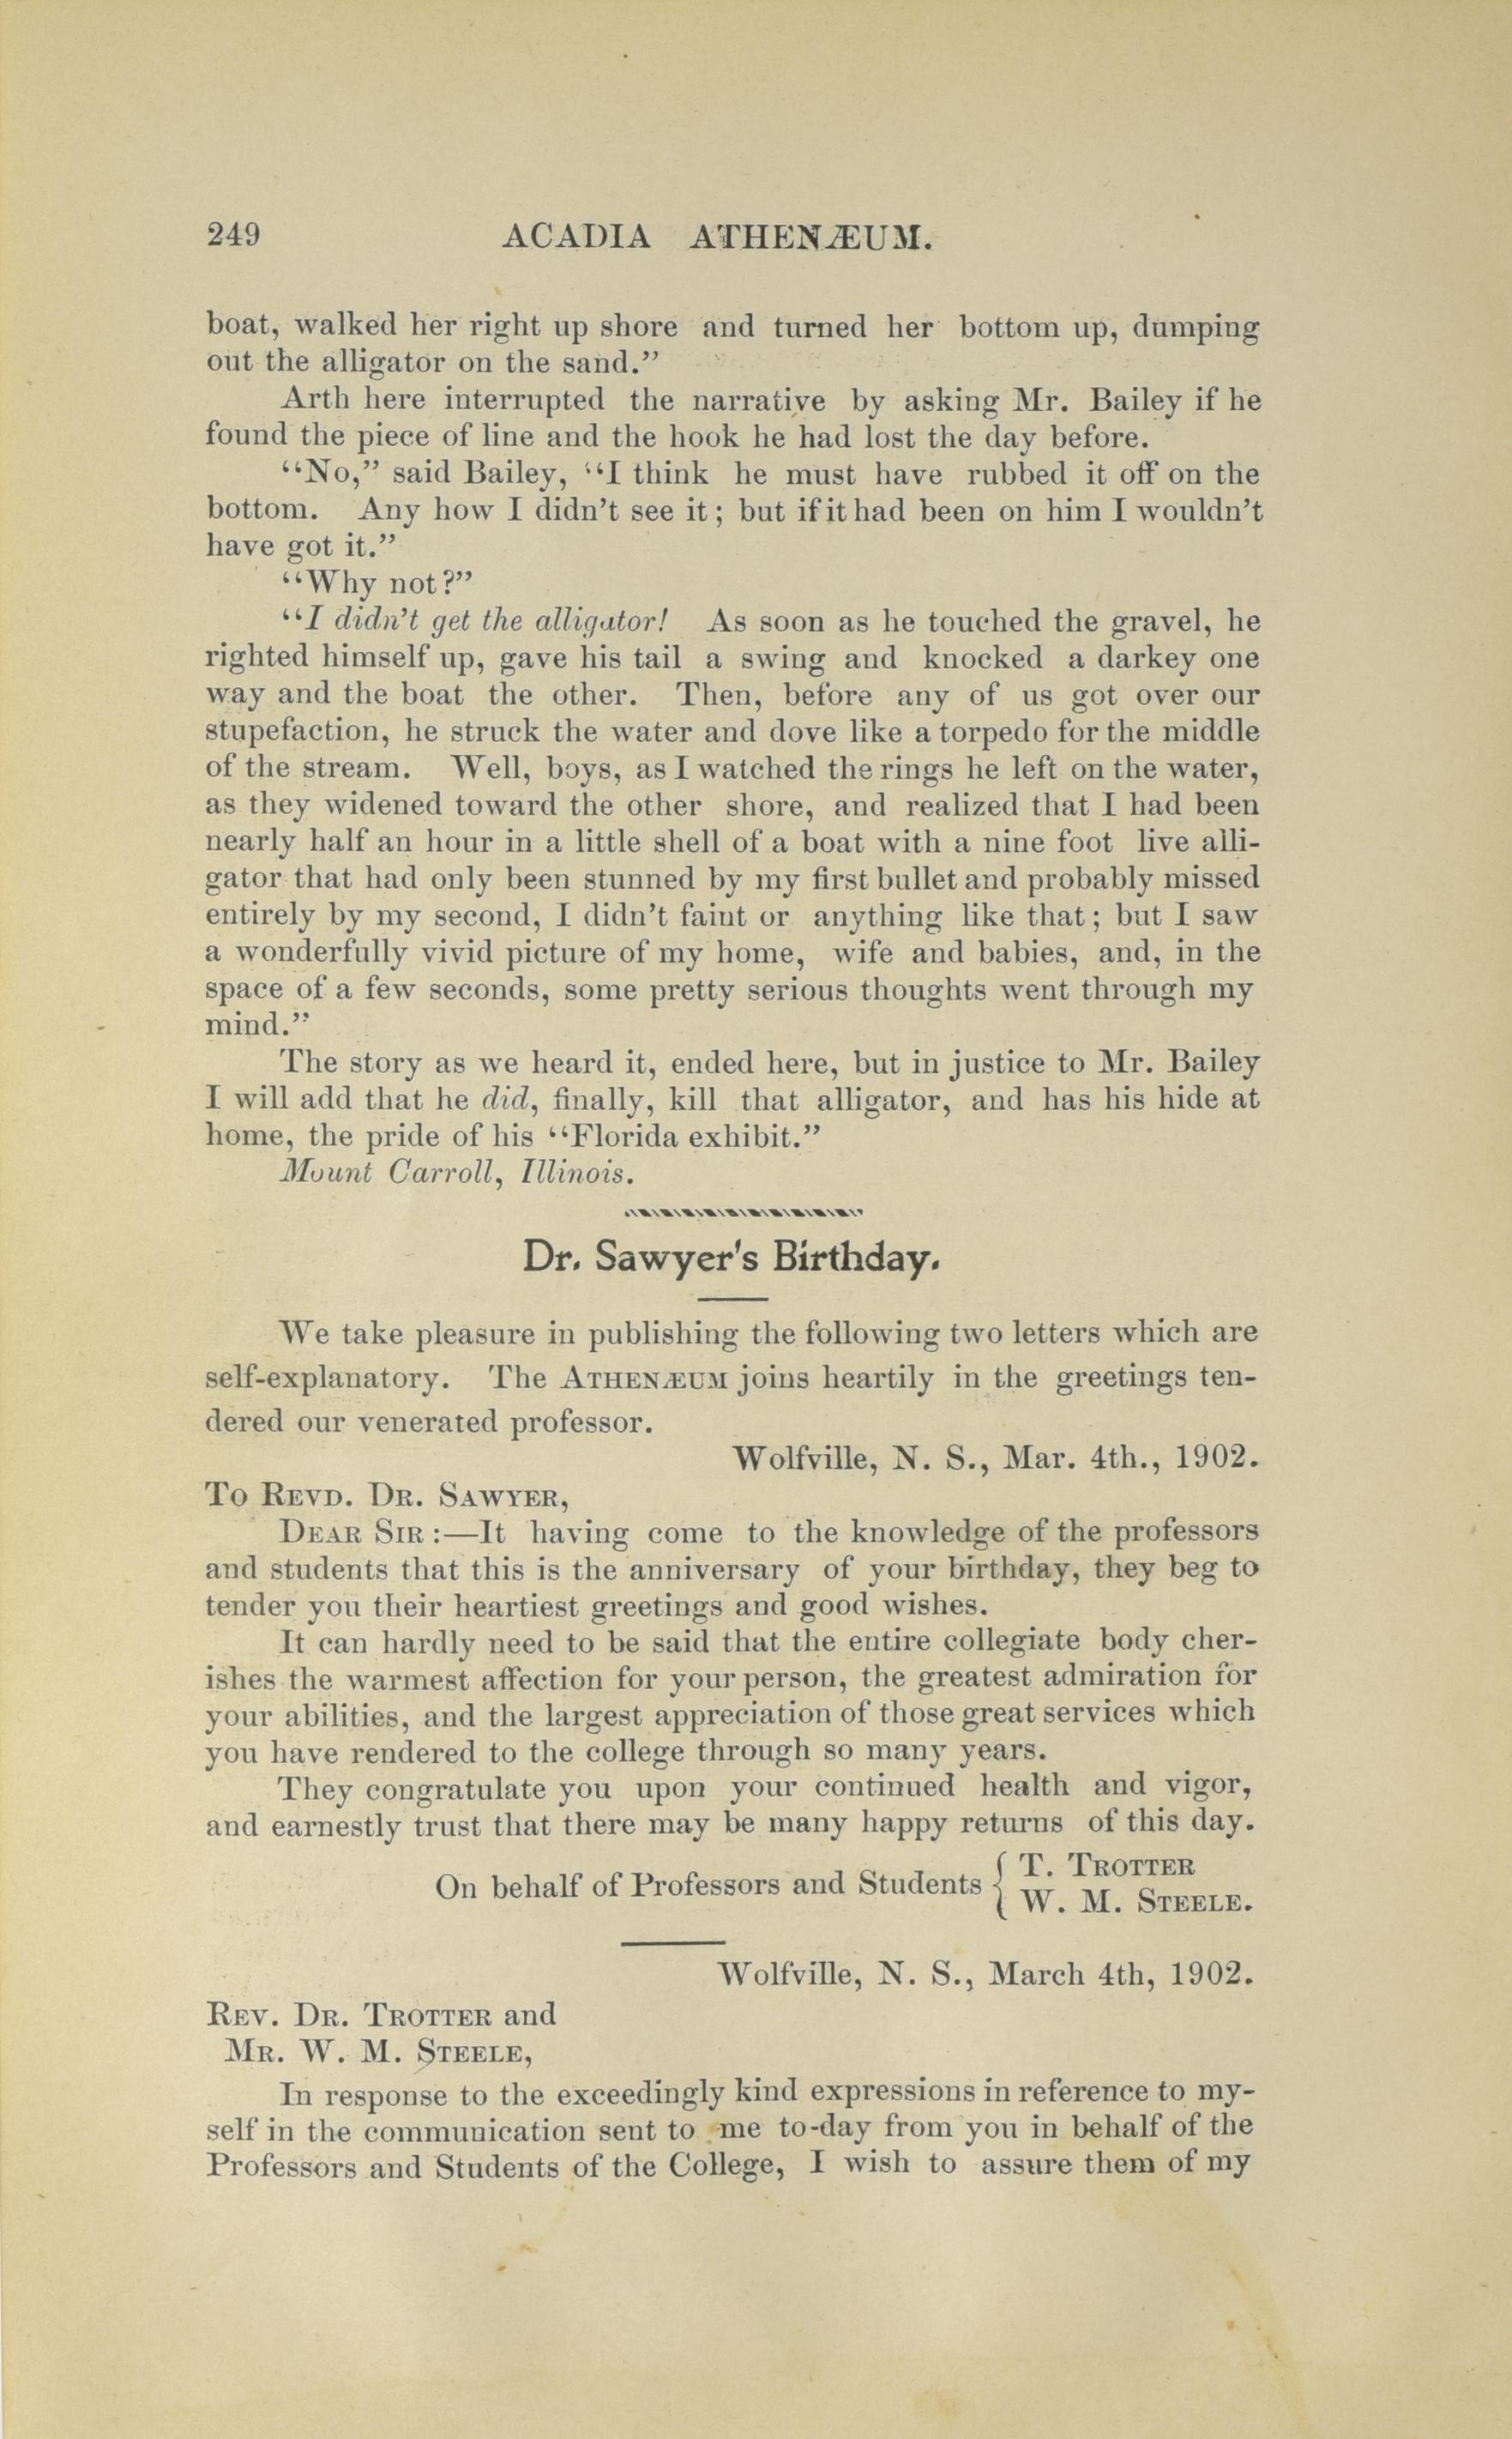 249 ACADIA ATHENÆUM.
boat, walked her right up shore and turned her bottom up, dumping
out the alligator on the sand.”
Arth here interrupted the narrative by asking Mr. Bailey if he
found the piece of line and the hook he had lost the day before.
“No,” said Bailey, “I think he must have rubbed it off on the
bottom. Any how I didn’t see it; but if it had been on him I wouldn’t
have got it.”
“Why not?”
“I didn’t get the alligator! As soon as he touched the gravel, he
righted himself up, gave his tail a swing and knocked a darkey one
way and the boat the other. Then, before any of us got over our
stupefaction, he struck the water and dove like a torpedo for the middle
of the stream. Well, boys, as I watched the rings he left on the water,
as they widened toward the other shore, and realized that I had been
nearly half an hour in a little shell of a boat with a nine foot live alli-
gator that had only been stunned by my first bullet and probably missed
entirely by my second, I didn’t faint or anything like that; but I saw
a wonderfully vivid picture of my home, wife and babies, and, in the
space of a few seconds, some pretty serious thoughts went through my
mind.”
The story as we heard it, ended here, but in justice to Mr. Bailey
I will add that he did, finally, kill that alligator, and has his hide at
home, the pride of his “Florida exhibit.”
Mount Carroll, Illinois.
Dr. Sawyer's Birthday.
We take pleasure in publishing the following two letters which are
self-explanatory. The ATHENÆUM joins heartily in the greetings ten-
dered our venerated professor.
Wolfville, N. S., Mar. 4th., 1902.
TO REVD. DR. SAWYER,
DEAR SIR :—It having come to the knowledge of the professors
and students that this is the anniversary of your birthday, they beg to
tender you their heartiest greetings and good wishes.
It can hardly need to be said that the entire collegiate body cher-
ishes the warmest affection for your person, the greatest admiration for
your abilities, and the largest appreciation of those great services which
you have rendered to the college through so many years.
They congratulate you upon your continued health and vigor,
and earnestly trust that there may be many happy returns of this day.
On behalf of Professors and Students { T. TROTTER
W. M. STEELE.
Wolfville, N. S., March 4th, 1902.
REV. DR. TROTTER and
MR. W. M. STEELE,
In response to the exceedingly kind expressions in reference to my-
self in the communication sent to me to-day from you in behalf of the
Professors and Students of the College, I wish to assure them of my